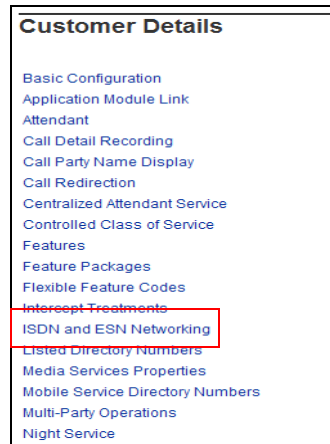 Customer Details
Basic Configuration
Application Module Link
Attendant
Call Detail Recording
Call Party Name Display
Call Redirection
Centralized Attendant Service
Controlled Class of Service
Features
Feature Packages
Flexible Feature Codes
Intercept Treatments
ISDN and ESN Networking
Listed Directory Numbers
Media Services Properties
Mobile Service Directory Numbers
Multi-Party Operations
Night Service